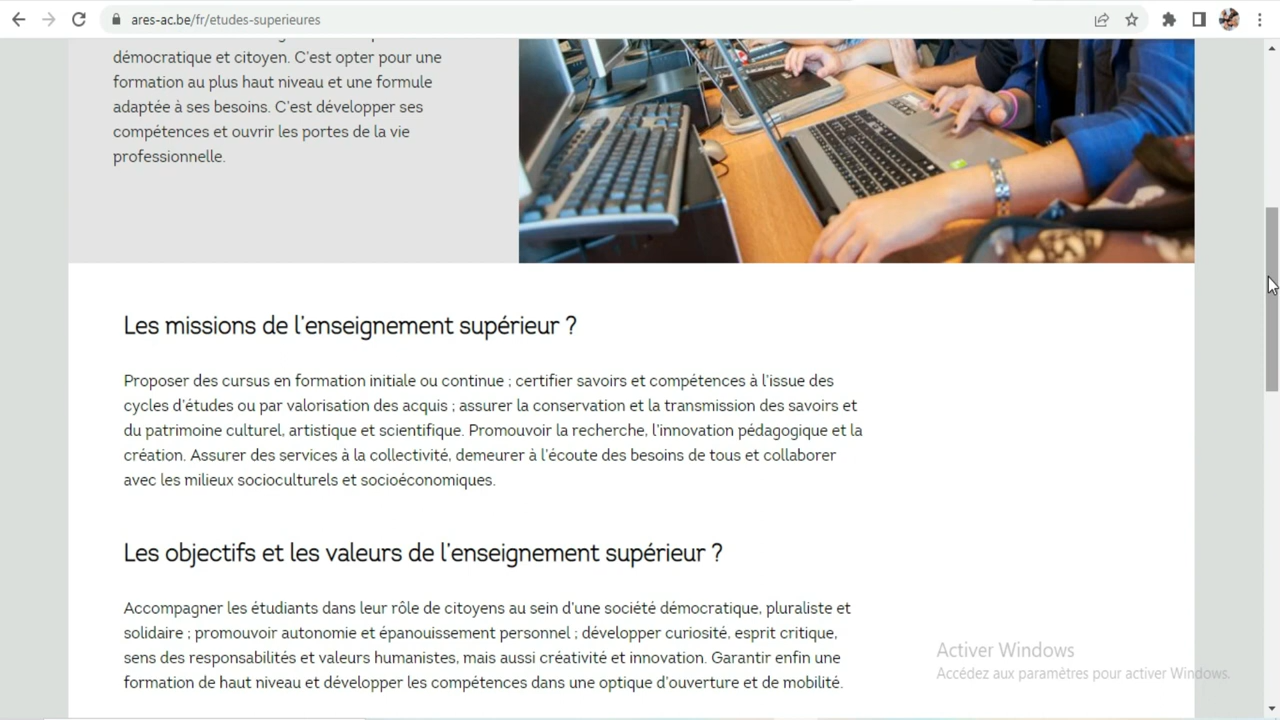 ares-ac.be/fr/etudes-superieures
démocratique et citoyen. C'est opter pour une
formation au plus haut niveau et une formule
adaptée à ses besoins. C'est développer ses
compétences et ouvrir les portes de la vie
professionnelle.
Les missions de l'enseignement supérieur ?
Proposer des cursus en formation initiale ou continue ; certifier savoirs et compétences à l'issue des
cycles d'études ou par valorisation des acquis ; assurer la conservation et la transmission des savoirs et
du patrimoine culturel, artistique et scientifique. Promouvoir la recherche, l'innovation pédagogique et la
création. Assurer des services à la collectivité, demeurer à l'écoute des besoins de tous et collaborer
avec les milieux socioculturels et socioéconomiques.
Les objectifs et les valeurs de l'enseignement supérieur ?
Accompagner les étudiants dans leur rôle de citoyens au sein d'une société démocratique, pluraliste et
solidaire ; promouvoir autonomie et épanouissement personnel ; développer curiosité, esprit critique,
sens des responsabilités et valeurs humanistes, mais aussi créativité et innovation. Garantir enfin une
formation de haut niveau et développer les compétences dans une optique d'ouverture et de mobilité.
Activer Windows
Accédez aux paramètres pour activer Windows.